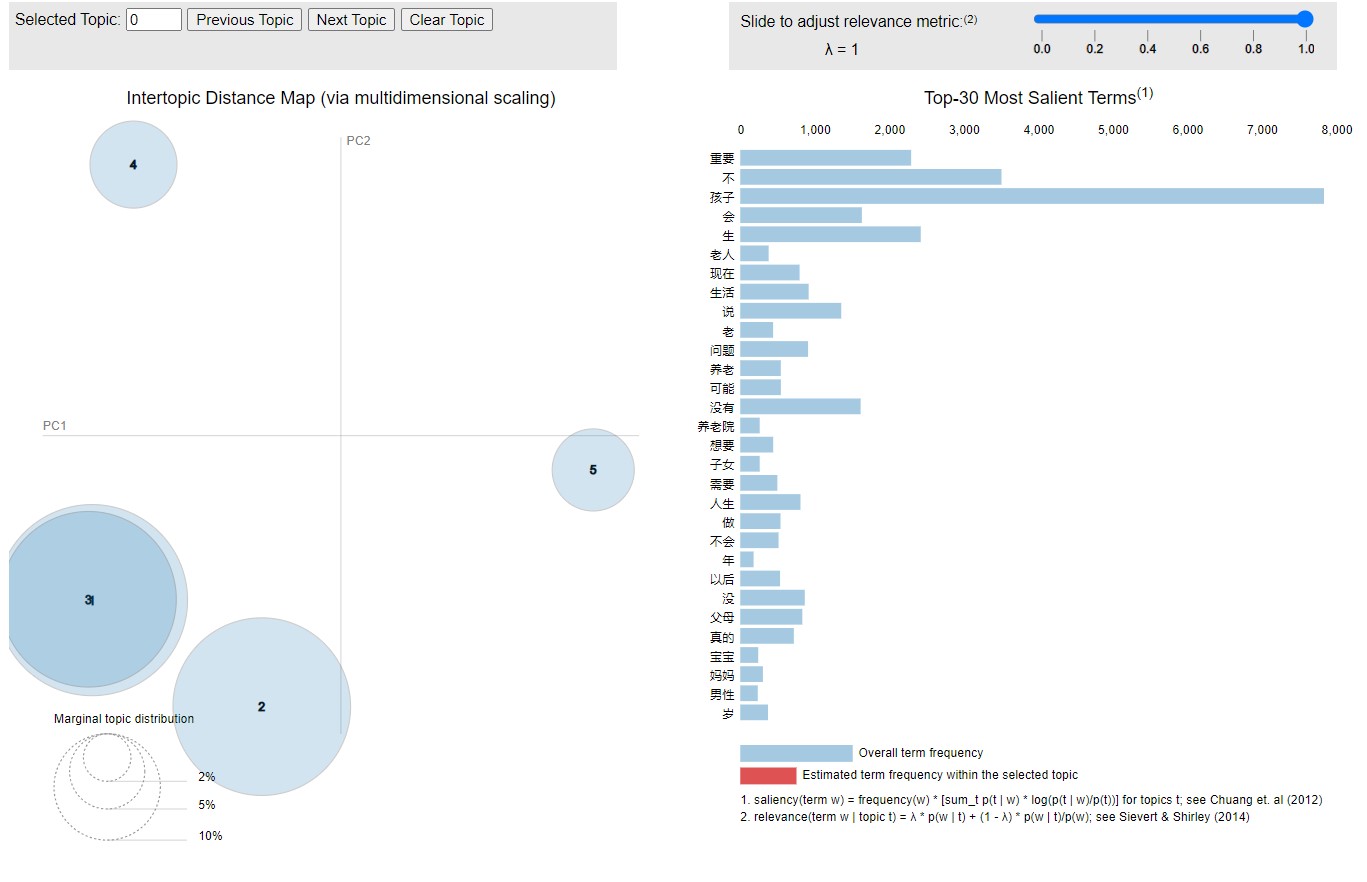 Selected Topic: 0 Previous Topic Next Topic Clear Topic
Slide to adjust relevance metric:(2)
λ = 1
0.0 0.2 0.4 0.6 0.8 1.0
Intertopic Distance Map (via multidimensional scaling)
PC2
PC1
4
5
3
2
Marginal topic distribution
2%
5%
10%
Top-30 Most Salient Terms(1)
0 1,000 2,000 3,000 4,000 5,000 6,000 7,000 8,000
重要
不
孩子
会
生
老人
现在
生活
说
老
问题
养老
可能
没有
养老院
想要
子女
需要
人生
做
不会
年
以后
没
父母
真的
宝宝
妈妈
男性
岁
Overall term frequency
Estimated term frequency within the selected topic
1. saliency(term w) = frequency(w) * [sum_t p(t | w) * log(p(t | w)/p(t))] for topics t; see Chuang et. al (2012)
2. relevance(term w | topic t) = λ * p(w | t) + (1 - λ) * p(w | t)/p(w); see Sievert & Shirley (2014)